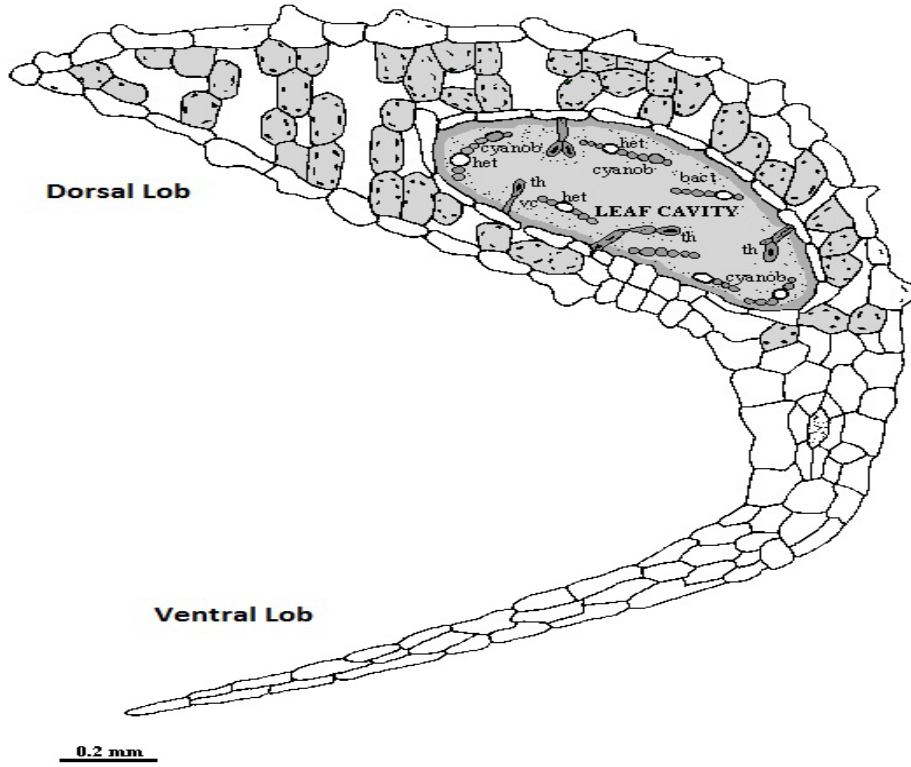 het
cyanob
het
cyanob
bact
th
het
vc
LEAF CAVITY
th
th
cyanob
Dorsal Lob
Ventral Lob
0.2 mm